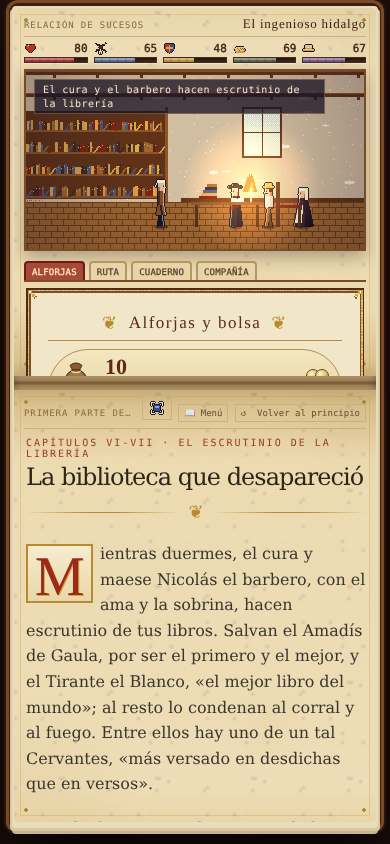 RELACIÓN DE SUCESOS
El ingenioso hidalgo
80 65 48 69 67
El cura y el barbero hacen escrutinio de
la librería
ALFORJAS RUTA CUADERNO COMPAÑÍA
Alforjas y bolsa
10
PRIMERA PARTE DE…
Menú
↺ Volver al principio
CAPÍTULOS VI-VII · EL ESCRUTINIO DE LA
LIBRERÍA
La biblioteca que desapareció
Mientras duermes, el cura y
maese Nicolás el barbero, con el
ama y la sobrina, hacen
escrutinio de tus libros. Salvan el Amadís
de Gaula, por ser el primero y el mejor, y
el Tirante el Blanco, «el mejor libro del
mundo»; al resto lo condenan al corral y
al fuego. Entre ellos hay uno de un tal
Cervantes, «más versado en desdichas
que en versos».